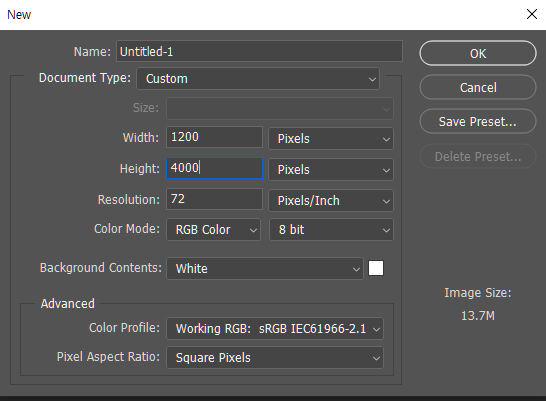 New
Name: Untitled-1
OK
Document Type: Custom
Cancel
Size:
Save Preset...
Width: 1200 Pixels
Height: 4000 Pixels
Delete Preset...
Resolution: 72 Pixels/Inch
Color Mode: RGB Color 8 bit
Background Contents: White
Image Size:
13.7M
Advanced
Color Profile: Working RGB: sRGB IEC61966-2.1
Pixel Aspect Ratio: Square Pixels